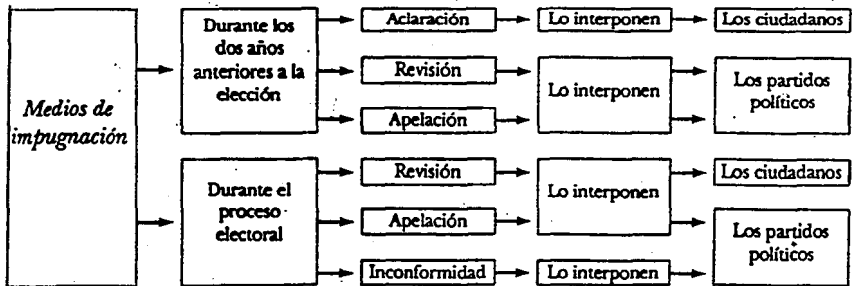 Medios de
impugnación
Durante los
dos años
anteriores a la
elección
Aclaración
Lo interponen
Los ciudadanos
Revisión
Apelación
Lo interponen
Los partidos
políticos
Durante el
proceso
electoral
Revisión
Apelación
Lo interponen
Los ciudadanos
Los partidos
políticos
Inconformidad
Lo interponen